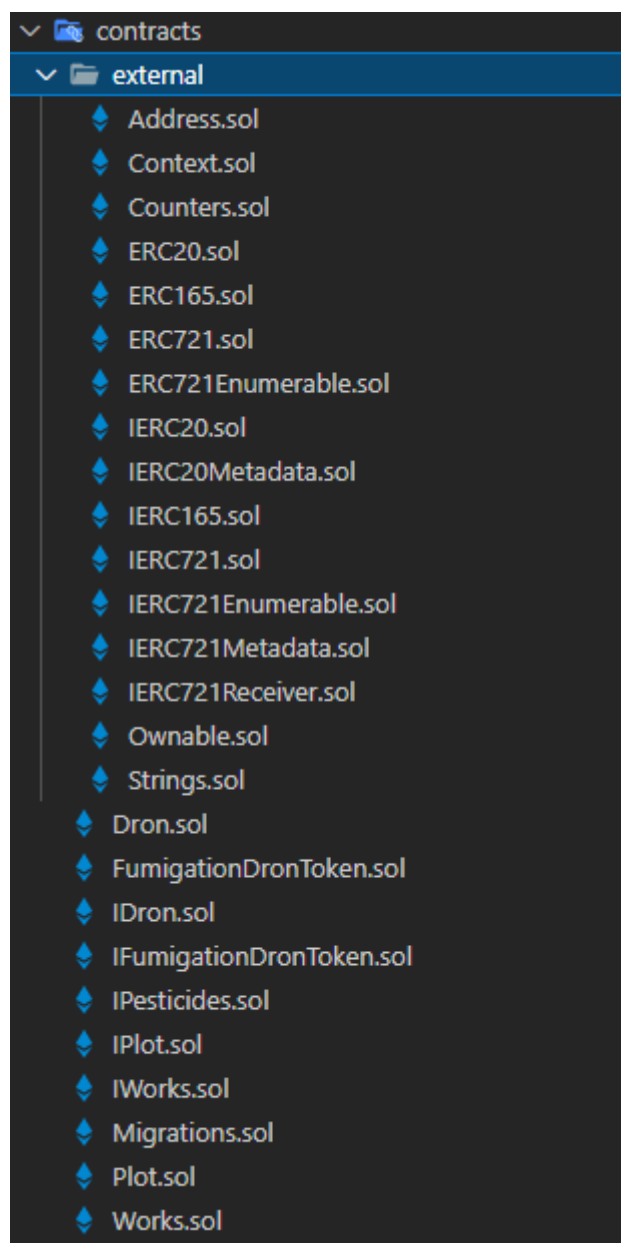 contracts
external
Address.sol
Context.sol
Counters.sol
ERC20.sol
ERC165.sol
ERC721.sol
ERC721Enumerable.sol
IERC20.sol
IERC20Metadata.sol
IERC165.sol
IERC721.sol
IERC721Enumerable.sol
IERC721Metadata.sol
IERC721Receiver.sol
Ownable.sol
Strings.sol
Dron.sol
FumigationDronToken.sol
IDron.sol
IFumigationDronToken.sol
IPesticides.sol
IPlot.sol
IWorks.sol
Migrations.sol
Plot.sol
Works.sol